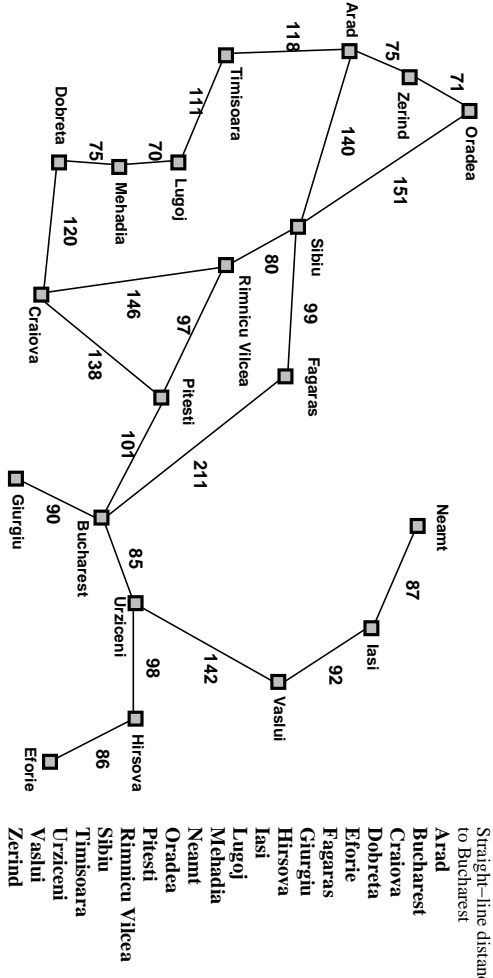 Oradea
71
Neamt
Zerind
87
75
151
Iasi
Arad
140
92
Sibiu
99
Fagaras
118
Vaslui
80
Rimnicu Vilcea
Timisoara
142
111
211
Lugoj
97
Pitesti
70
98
Hirsova
85
Mehadia
146
101
Urziceni
86
75
138
Bucharest
Dobreta
120
90
Craiova
Eforie
Giurgiu
Straight–line distanc
to Bucharest
Arad
Bucharest
Craiova
Dobreta
Eforie
Fagaras
Giurgiu
Hirsova
Iasi
Lugoj
Mehadia
Neamt
Oradea
Pitesti
Rimnicu Vilcea
Sibiu
Timisoara
Urziceni
Vaslui
Zerind